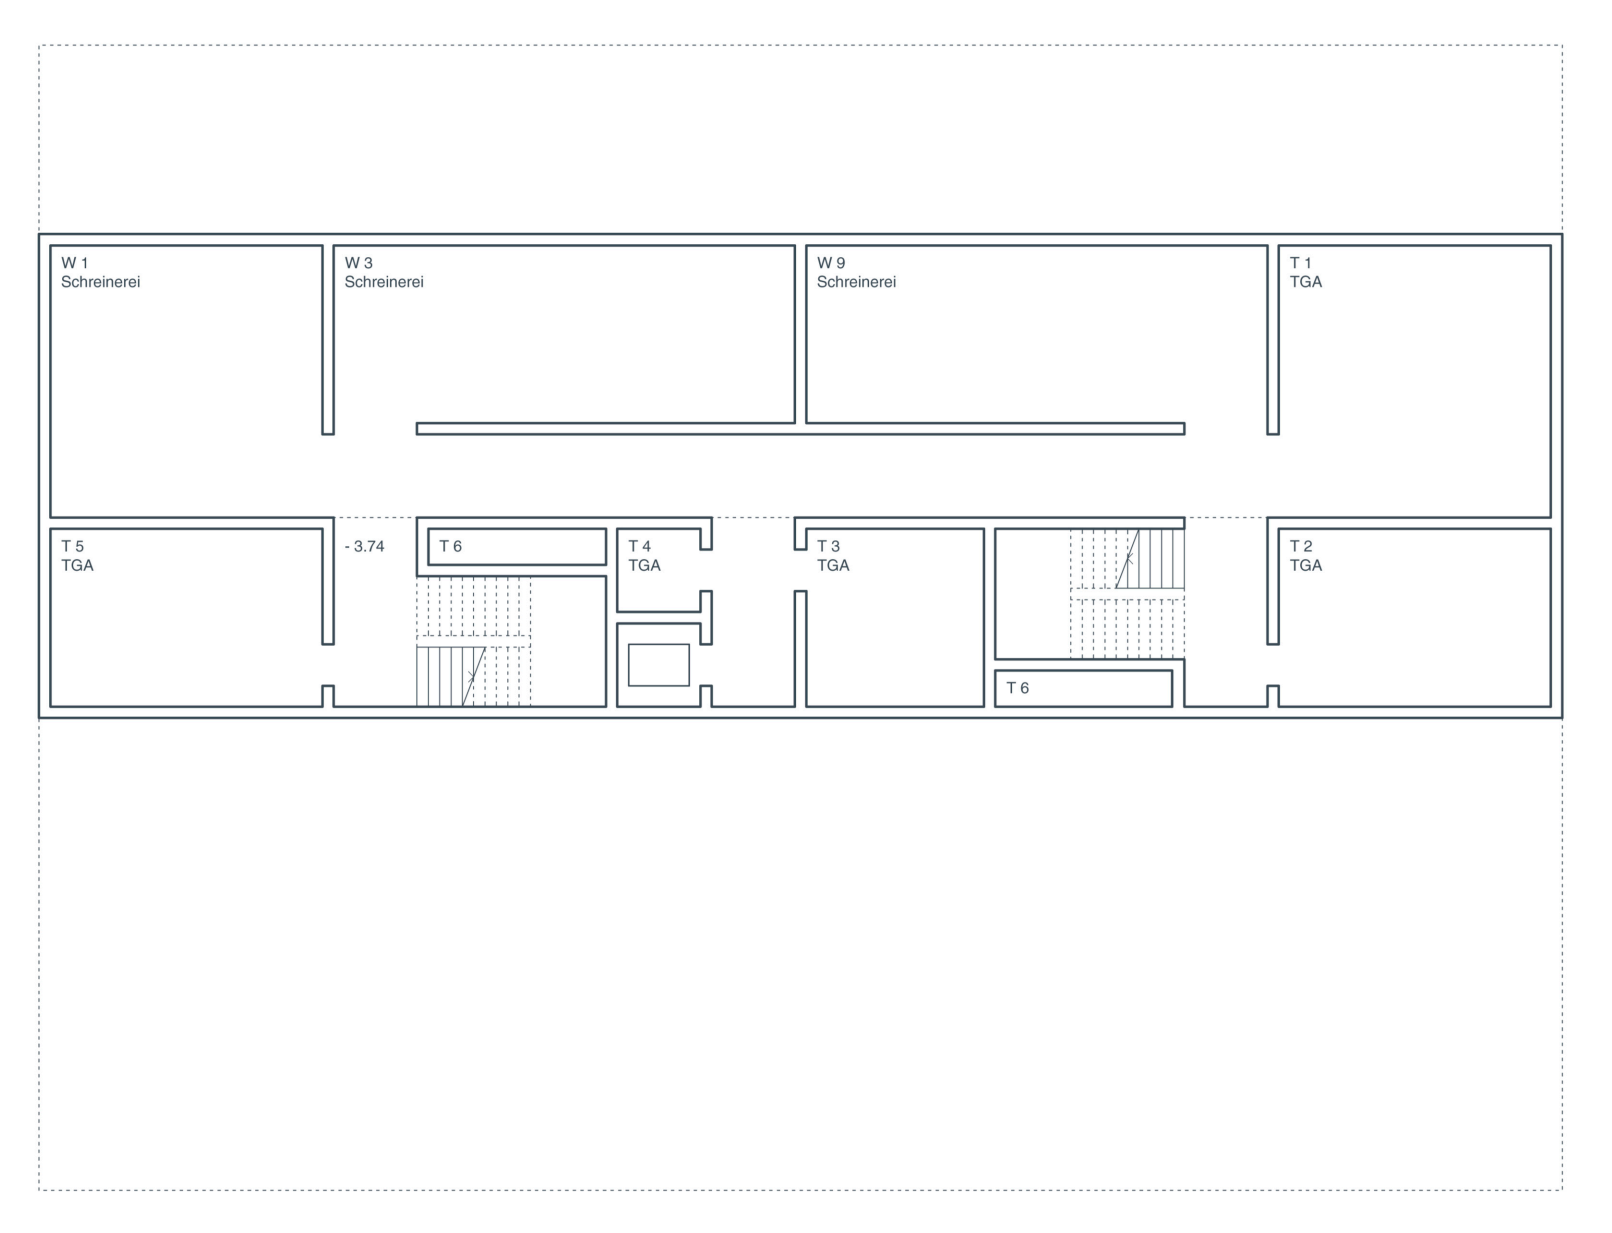 W 1
Schreinerei
W 3
Schreinerei
W 9
Schreinerei
T 1
TGA
T 5
TGA
- 3.74
T 6
T 4
TGA
T 3
TGA
T 2
TGA
T 6